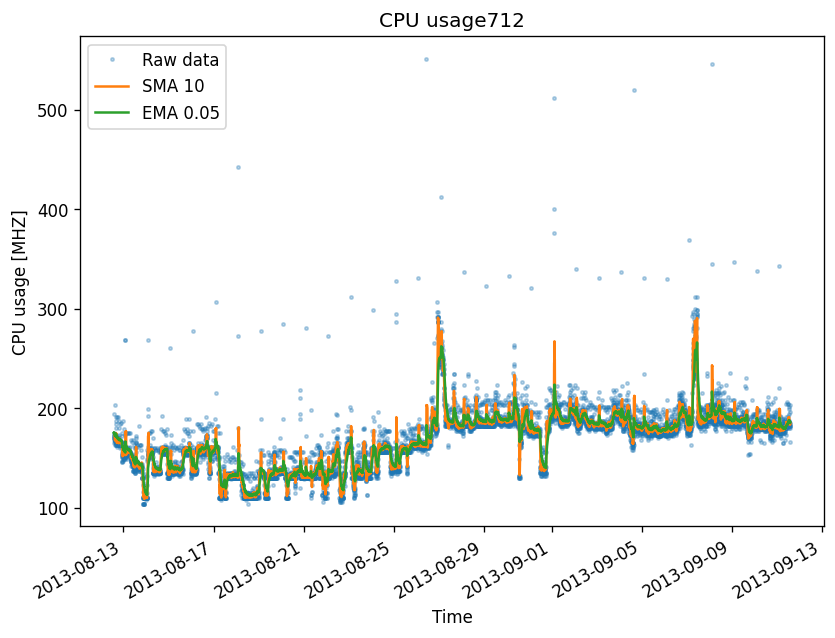 CPU usage712
Raw data
SMA 10
EMA 0.05
CPU usage [MHZ]
500
400
300
200
100
2013-08-13
2013-08-17
2013-08-21
2013-08-25
2013-08-29
2013-09-01
2013-09-05
2013-09-09
2013-09-13
Time